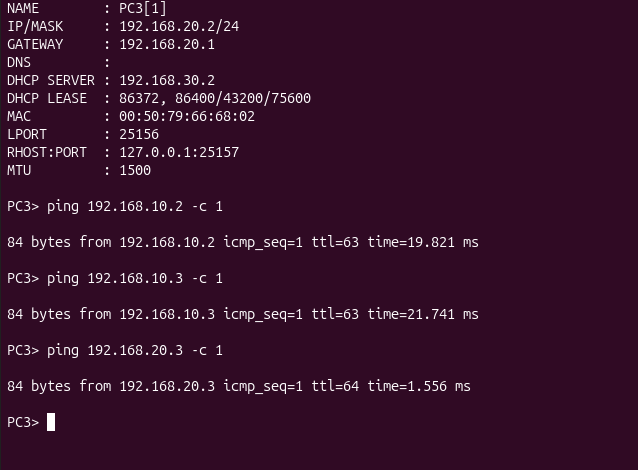 NAME        : PC3[1]
IP/MASK     : 192.168.20.2/24
GATEWAY     : 192.168.20.1
DNS         :
DHCP SERVER : 192.168.30.2
DHCP LEASE  : 86372, 86400/43200/75600
MAC         : 00:50:79:66:68:02
LPORT       : 25156
RHOST:PORT  : 127.0.0.1:25157
MTU         : 1500
PC3> ping 192.168.10.2 -c 1
84 bytes from 192.168.10.2 icmp_seq=1 ttl=63 time=19.821 ms
PC3> ping 192.168.10.3 -c 1
84 bytes from 192.168.10.3 icmp_seq=1 ttl=63 time=21.741 ms
PC3> ping 192.168.20.3 -c 1
84 bytes from 192.168.20.3 icmp_seq=1 ttl=64 time=1.556 ms
PC3>